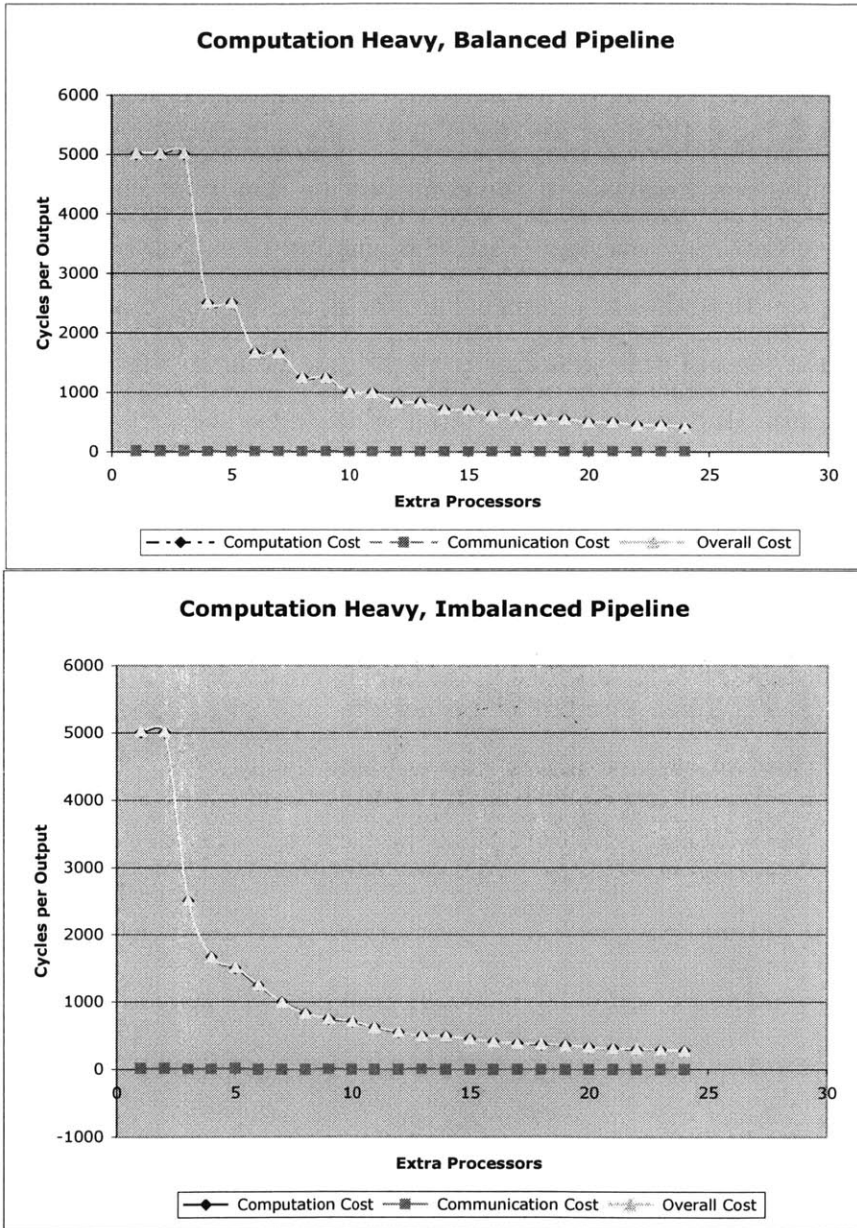 Computation Heavy, Balanced Pipeline
6000
5000
4000
3000
2000
1000
0
Cycles per Output
0 5 10 15 20 25 30
Extra Processors
Computation Cost Communication Cost Overall Cost
Computation Heavy, Imbalanced Pipeline
6000
5000
4000
3000
2000
1000
0
-1000
Cycles per Output
0 5 10 15 20 25 30
Extra Processors
Computation Cost Communication Cost Overall Cost